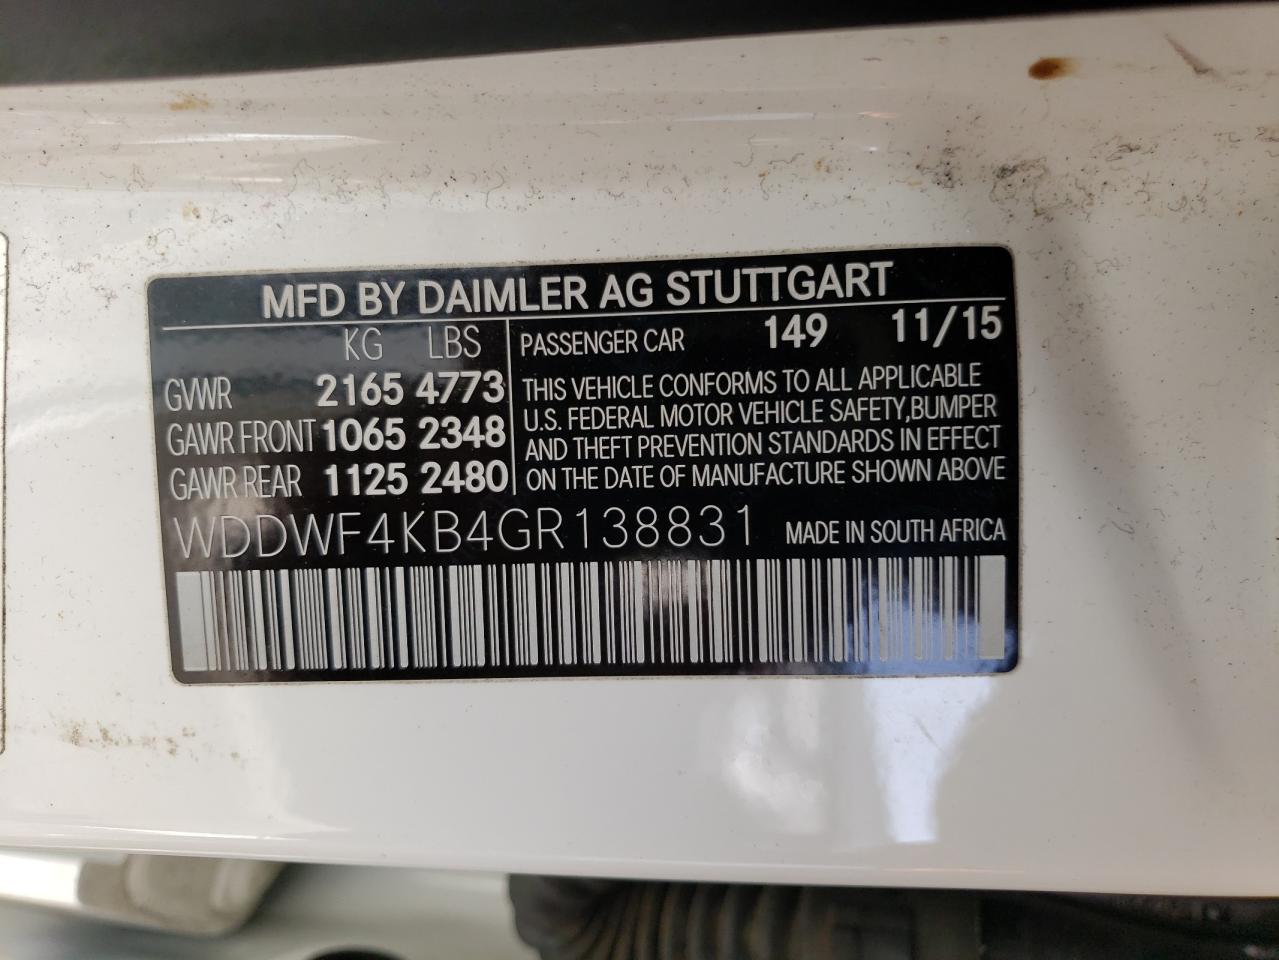 MFD BY DAIMLER AG STUTTGART
KG LBS
GVWR 2165 4773
GAWR FRONT 1065 2348
GAWR REAR 1125 2480
PASSENGER CAR 149 11/15
THIS VEHICLE CONFORMS TO ALL APPLICABLE
U.S. FEDERAL MOTOR VEHICLE SAFETY,BUMPER
AND THEFT PREVENTION STANDARDS IN EFFECT
ON THE DATE OF MANUFACTURE SHOWN ABOVE
WDDWF4KB4GR138831 MADE IN SOUTH AFRICA